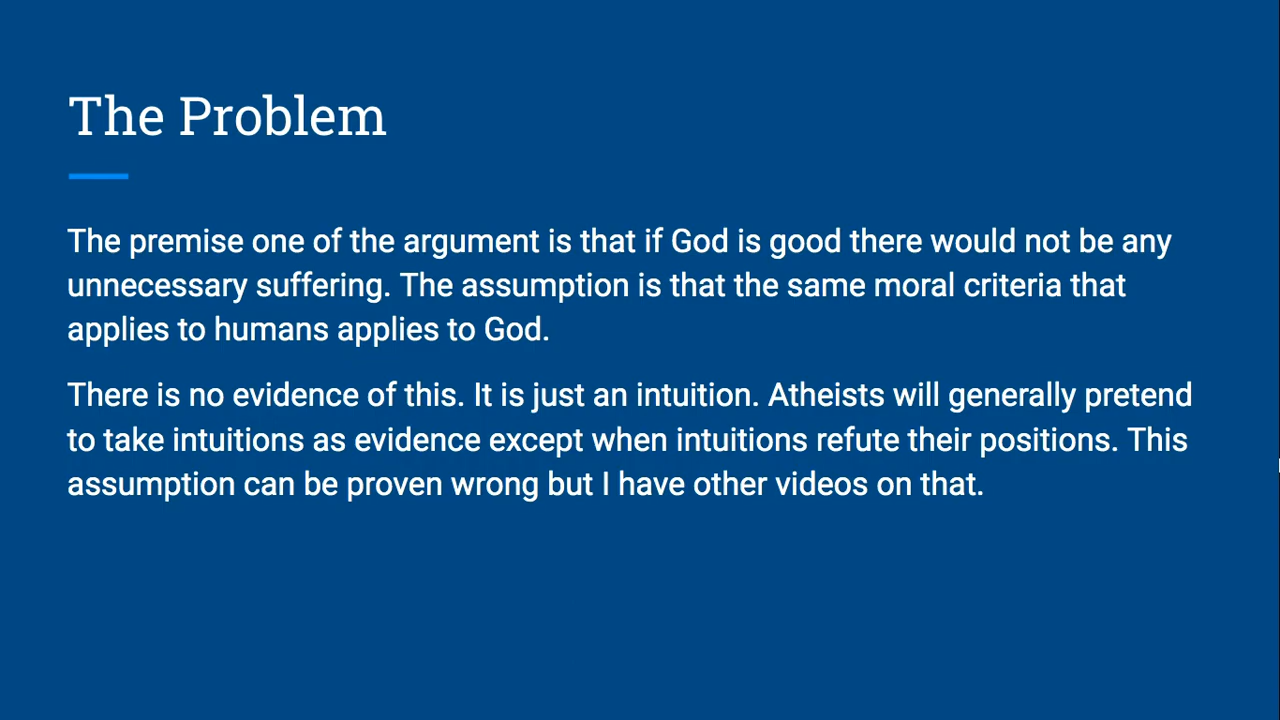 The Problem
The premise one of the argument is that if God is good there would not be any
unnecessary suffering. The assumption is that the same moral criteria that
applies to humans applies to God.
There is no evidence of this. It is just an intuition. Atheists will generally pretend
to take intuitions as evidence except when intuitions refute their positions. This
assumption can be proven wrong but I have other videos on that.